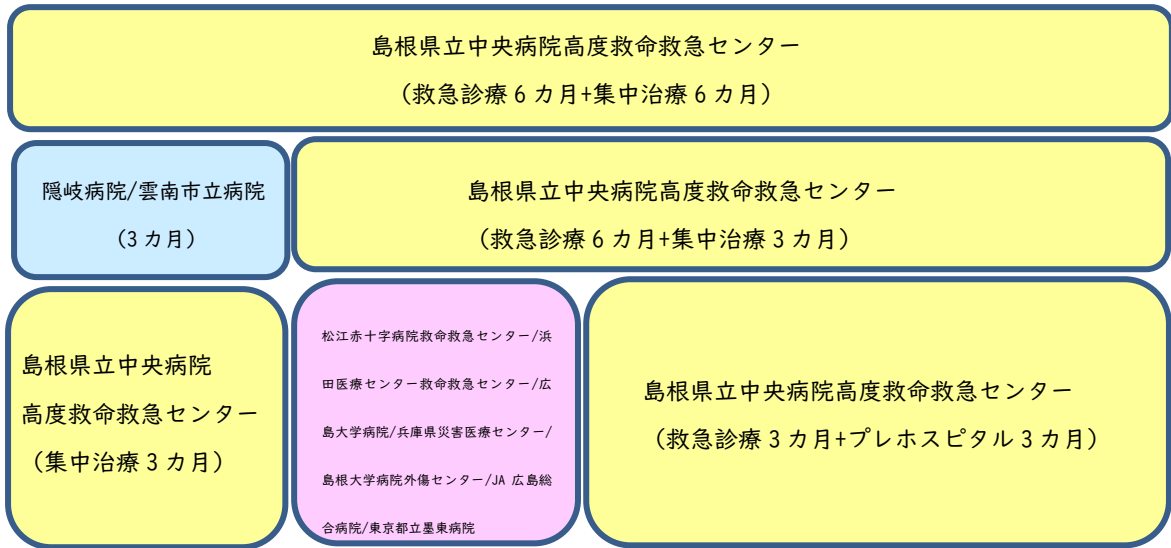 島根県立中央病院高度救命救急センター
（救急診療6カ月+集中治療6カ月）
隠岐病院/雲南市立病院
（3カ月）
島根県立中央病院高度救命救急センター
（救急診療6カ月+集中治療3カ月）
島根県立中央病院
高度救命救急センター
（集中治療3カ月）
松江赤十字病院救命救急センター/浜
田医療センター救命救急センター/広
島大学病院/兵庫県災害医療センター/
島根大学病院外傷センター/JA 広島総
合病院/東京都立墨東病院
島根県立中央病院高度救命救急センター
（救急診療3カ月+プレホスピタル3カ月）